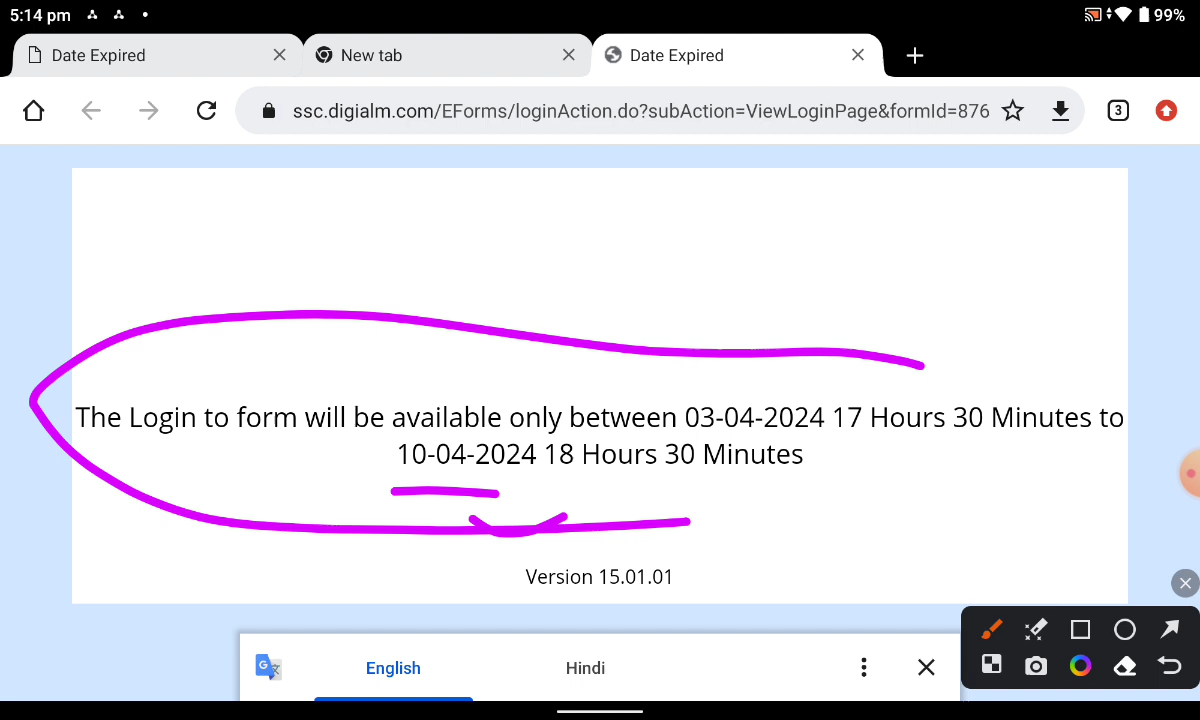 5:14 pm 99%
Date Expired New tab Date Expired
ssc.digialm.com/EForms/loginAction.do?subAction=ViewLoginPage&formId=876 3
The Login to form will be available only between 03-04-2024 17 Hours 30 Minutes to
10-04-2024 18 Hours 30 Minutes
Version 15.01.01
English Hindi